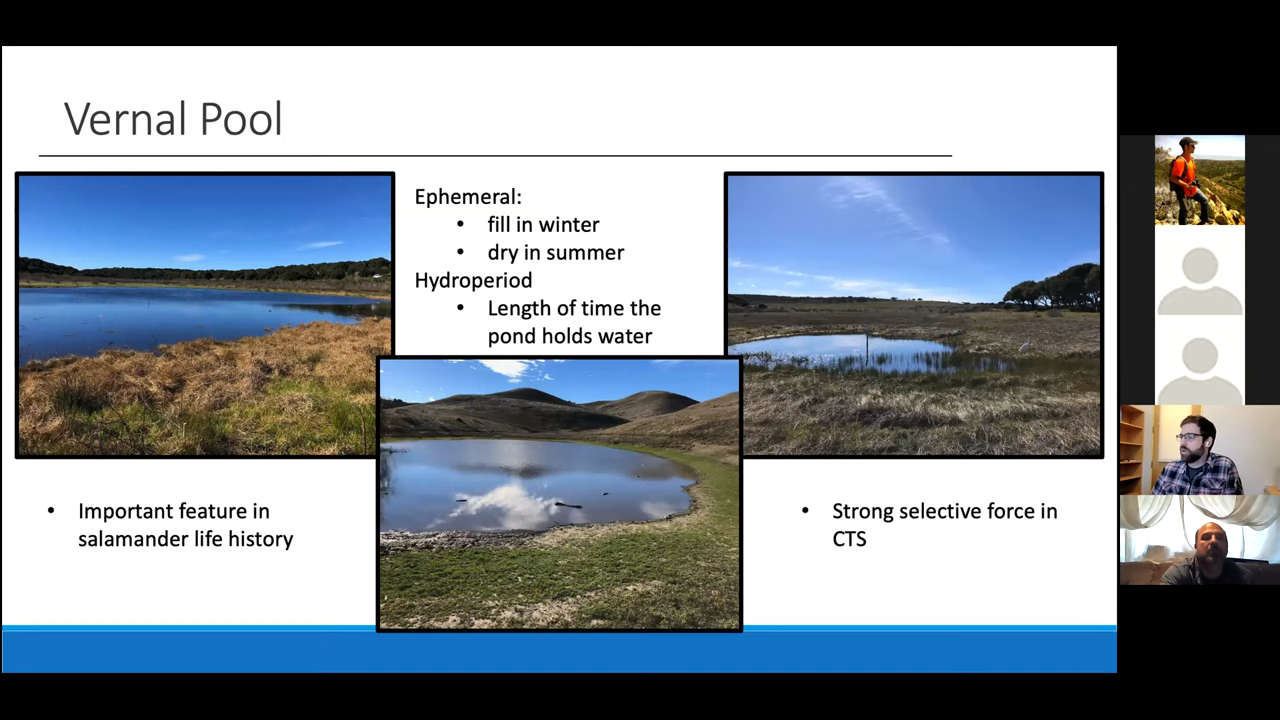 Vernal Pool
Ephemeral:
• fill in winter
• dry in summer
Hydroperiod
• Length of time the
pond holds water
• Important feature in
salamander life history
• Strong selective force in
CTS